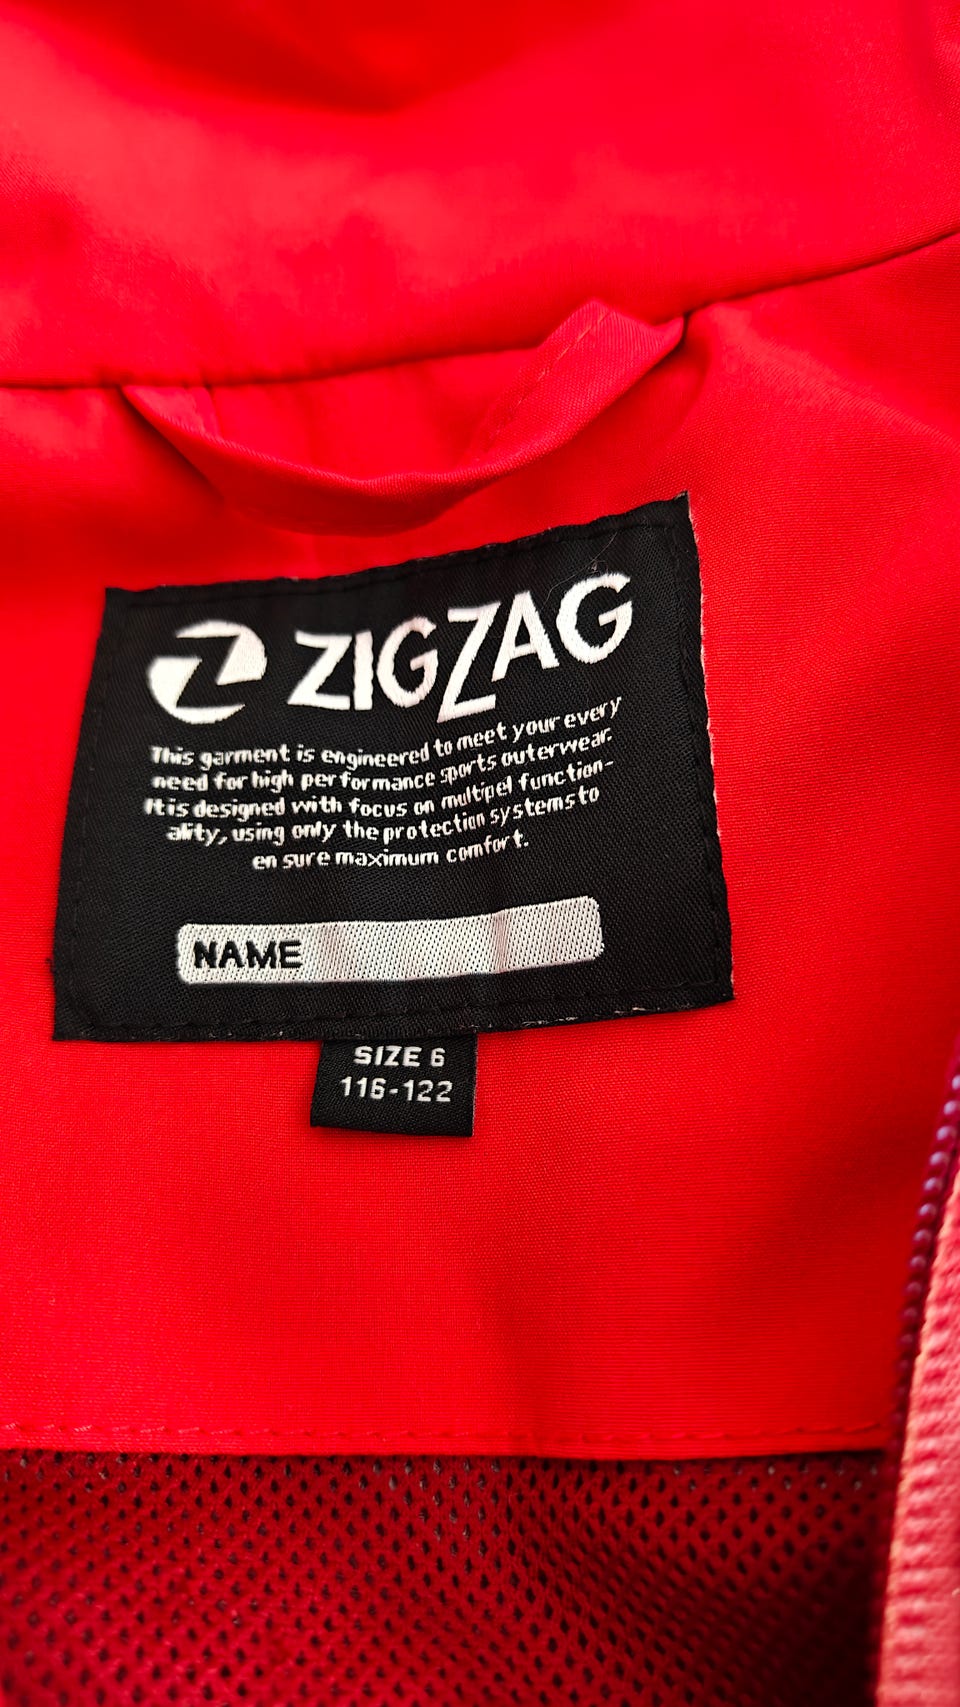 ZIGZAG
This garment is engineered to meet your every
need for high performance sports outerwear.
It is designed with focus on multipel function-
ality, using only the protection systems to
en sure maximum comfort.
NAME
SIZE 6
116-122